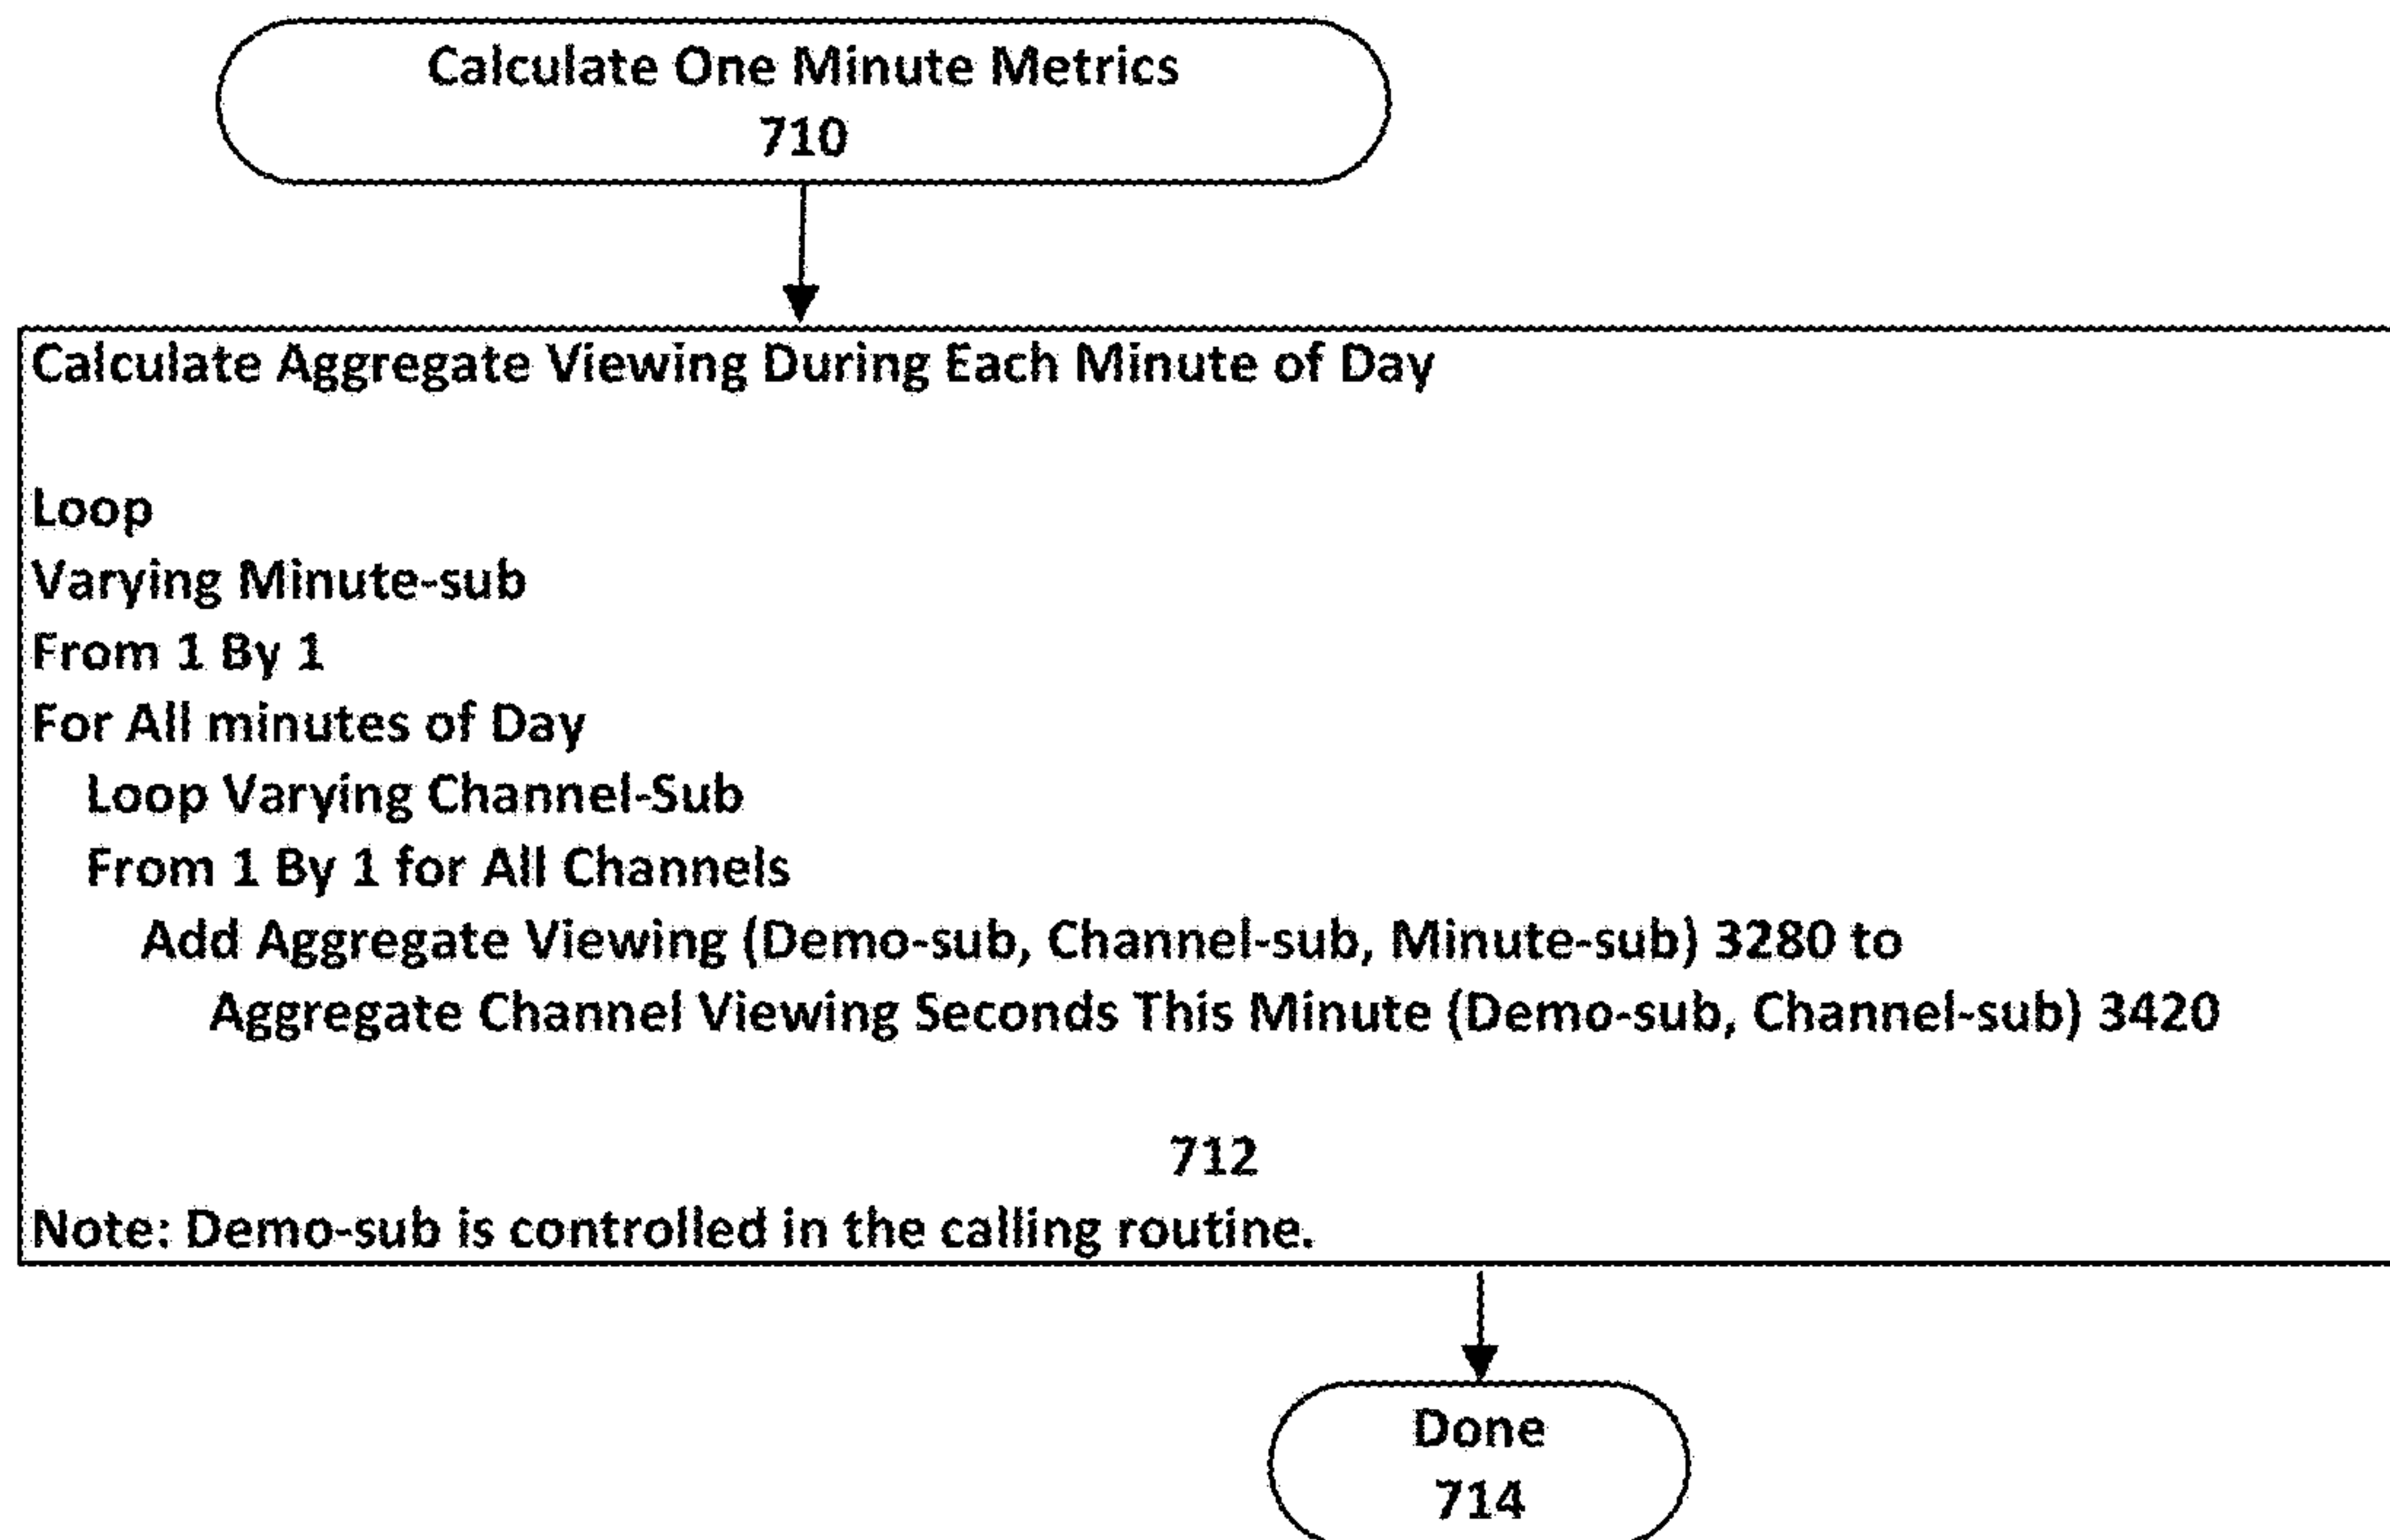 Calculate One Minute Metrics
710
Calculate Aggregate Viewing During Each Minute of Day
Loop
Varying Minute-sub
From 1 By 1
For All minutes of Day
Loop Varying Channel-Sub
From 1 By 1 for All Channels
Add Aggregate Viewing (Demo-sub, Channel-sub, Minute-sub) 3280 to
Aggregate Channel Viewing Seconds This Minute (Demo-sub, Channel-sub) 3420
712
Note: Demo-sub is controlled in the calling routine.
Done
714